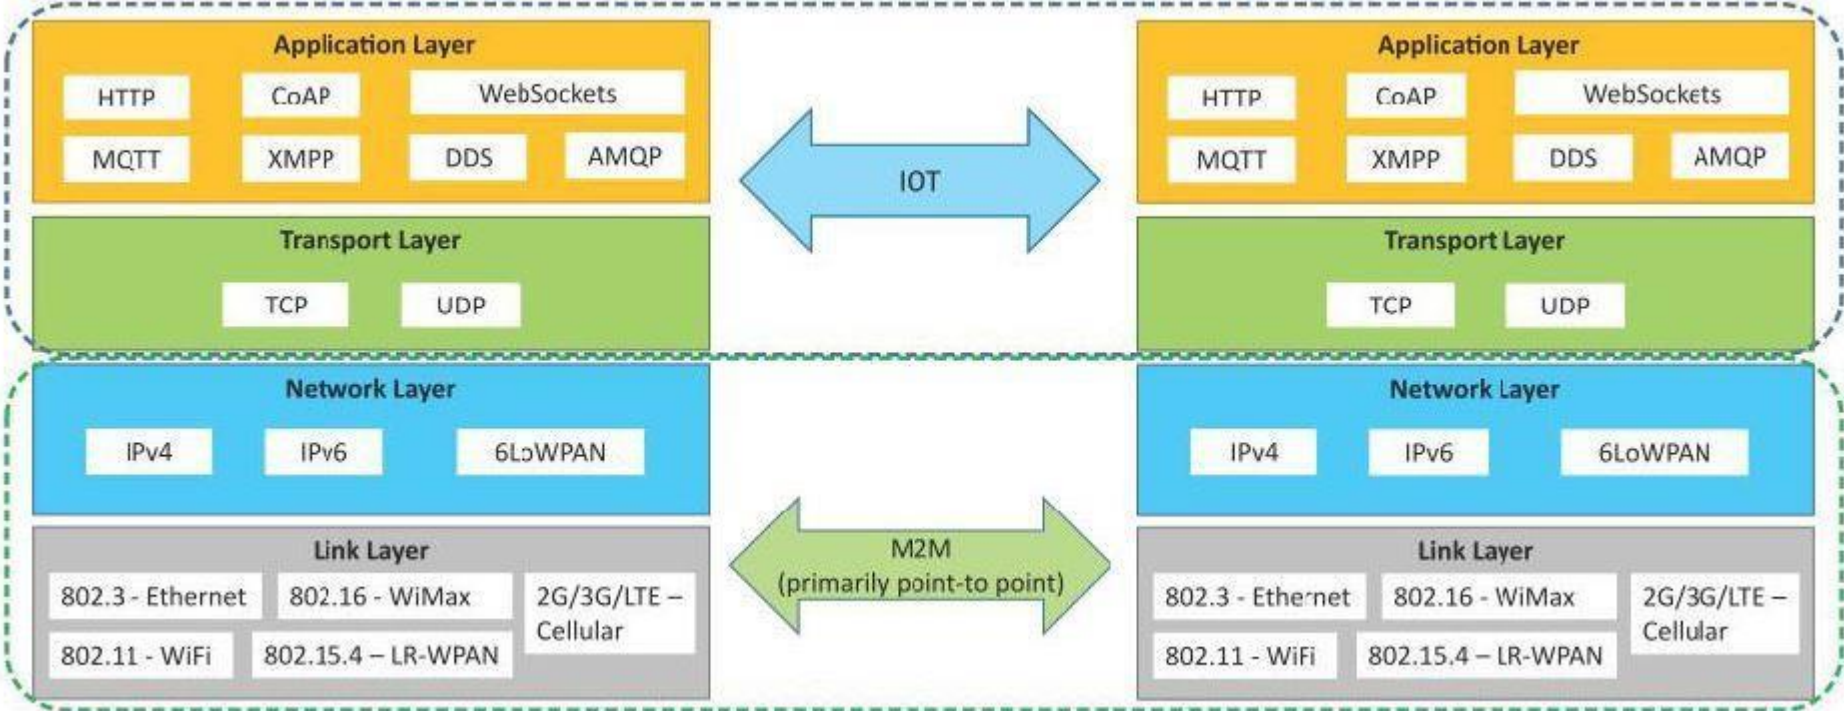 Application Layer
HTTP
CoAP
WebSockets
MQTT
XMPP
DDS
AMQP
Transport Layer
TCP
UDP
Network Layer
IPv4
IPv6
6LoWPAN
Link Layer
802.3 - Ethernet
802.16 - WiMax
2G/3G/LTE –
Cellular
802.11 - WiFi
802.15.4 – LR-WPAN
IOT
M2M
(primarily point-to point)
Application Layer
HTTP
CoAP
WebSockets
MQTT
XMPP
DDS
AMQP
Transport Layer
TCP
UDP
Network Layer
IPv4
IPv6
6LoWPAN
Link Layer
802.3 - Ethernet
802.16 - WiMax
2G/3G/LTE –
Cellular
802.11 - WiFi
802.15.4 – LR-WPAN